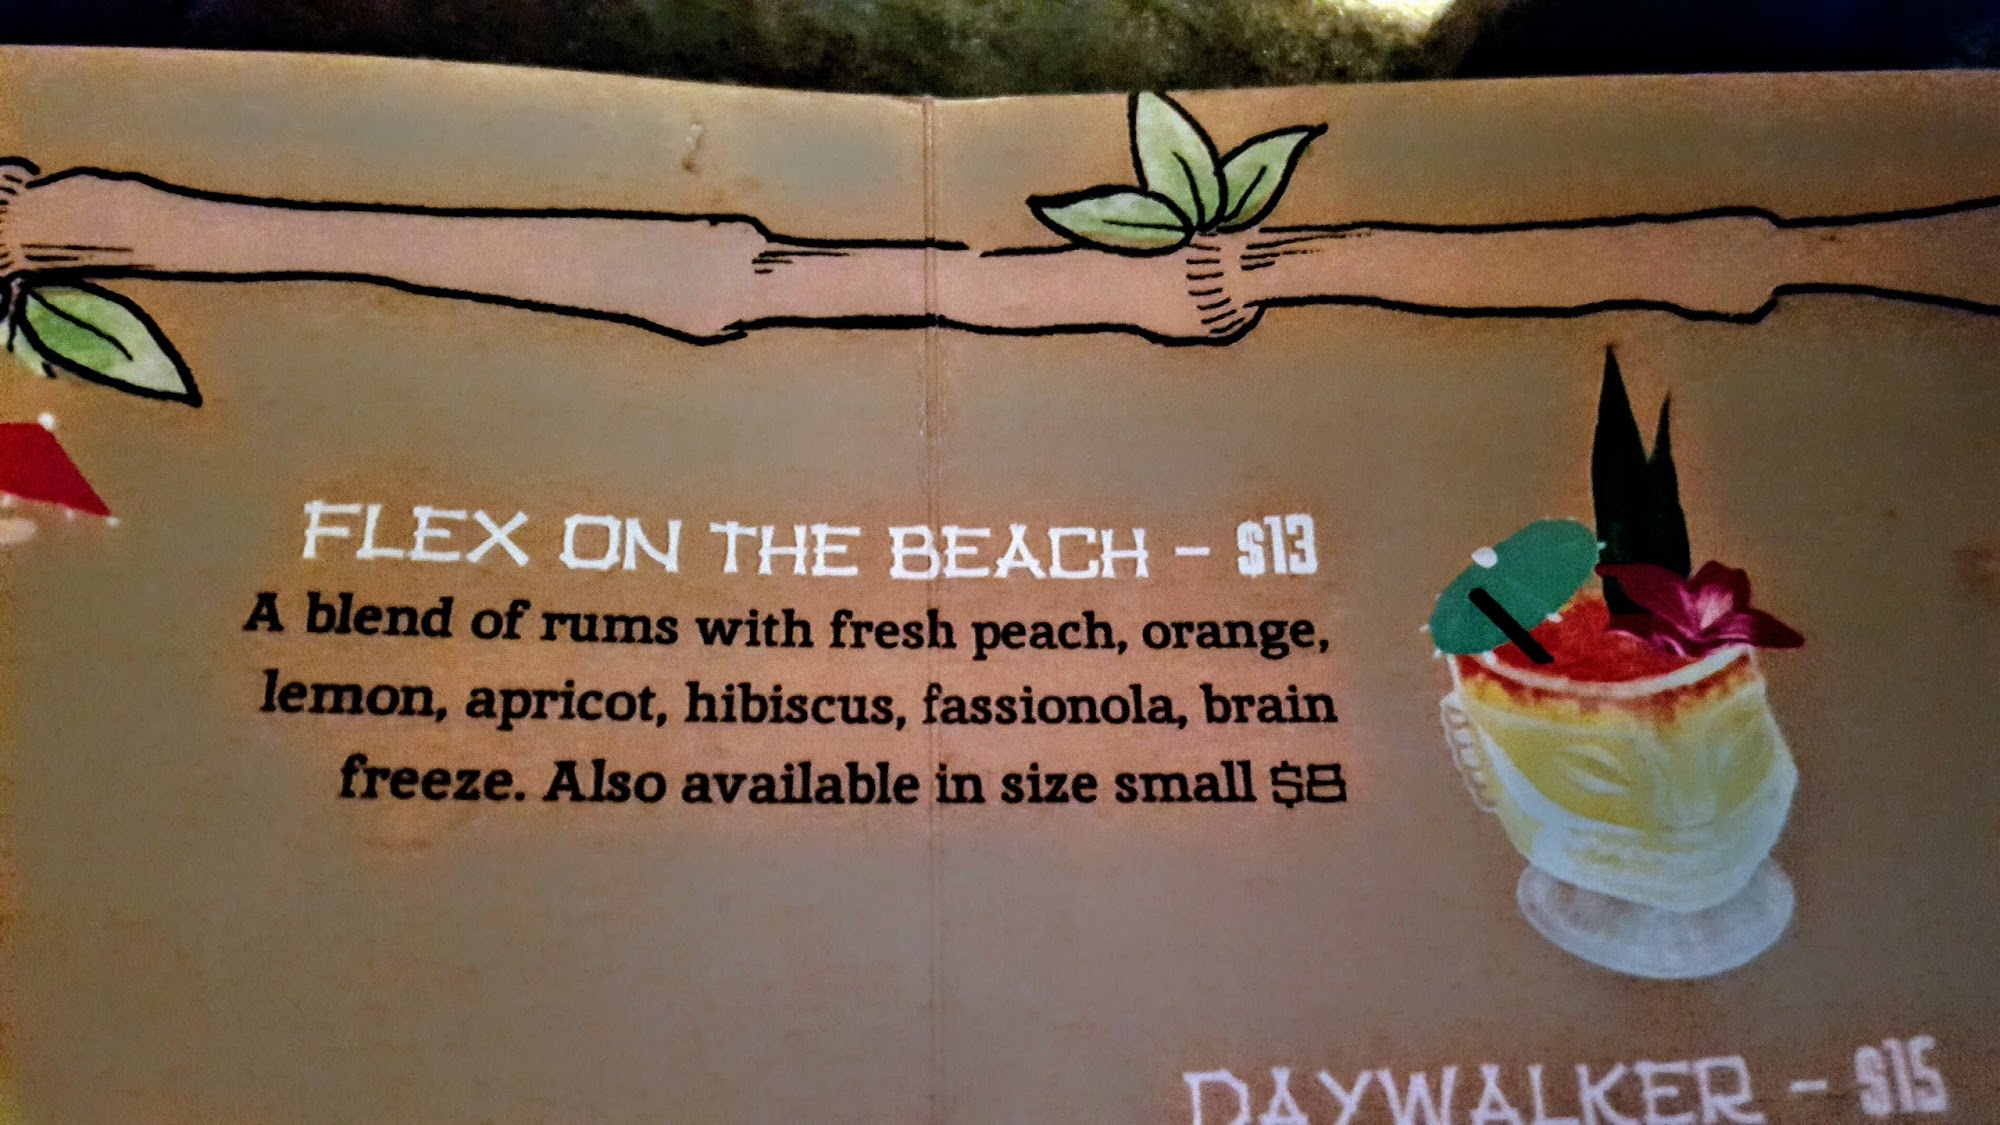 FLEX ON THE BEACH – $13
A blend of rums with fresh peach, orange,
lemon, apricot, hibiscus, fassionola, brain
freeze. Also available in size small $8
DAYWALKER – $15